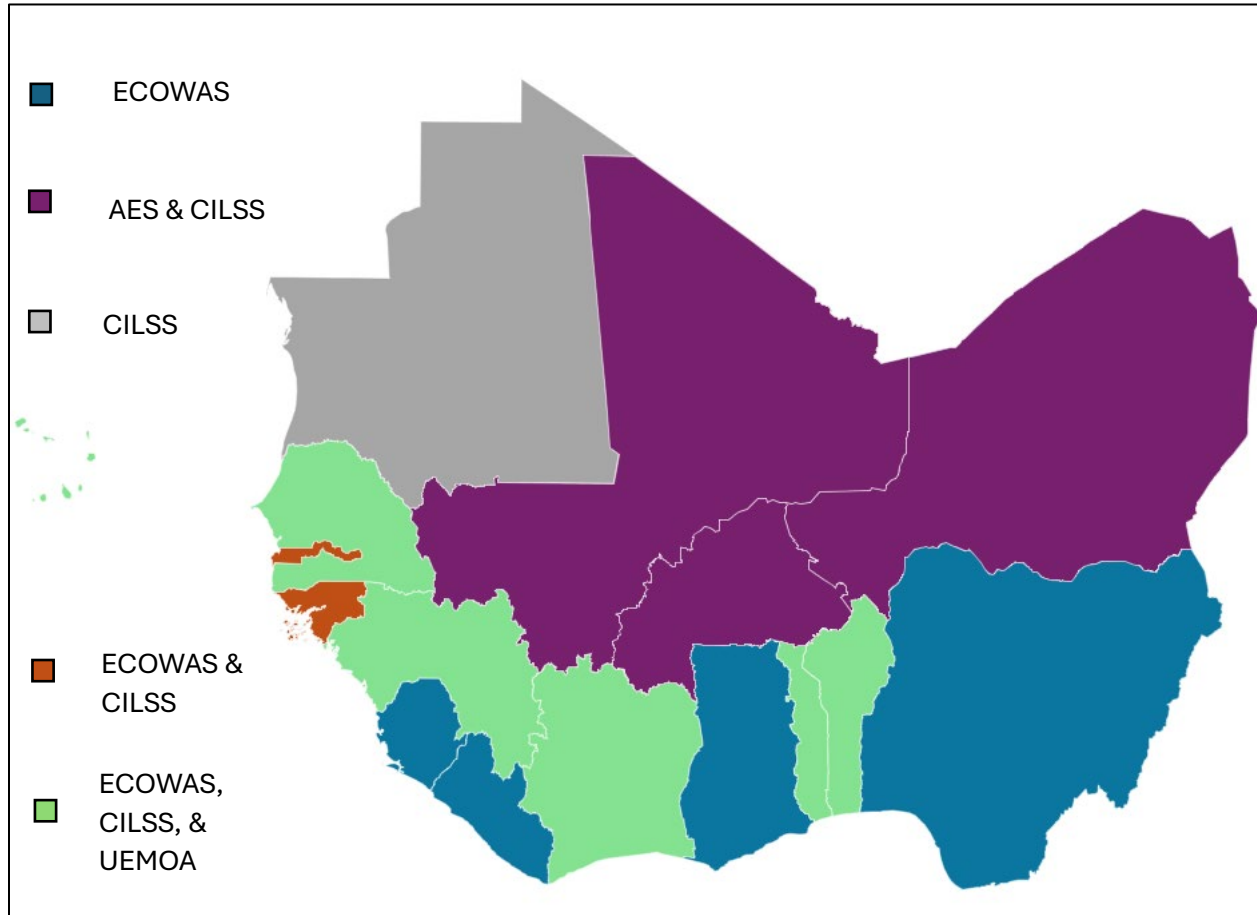 ECOWAS
AES & CILSS
CILSS
ECOWAS &
CILSS
ECOWAS,
CILSS, &
UEMOA